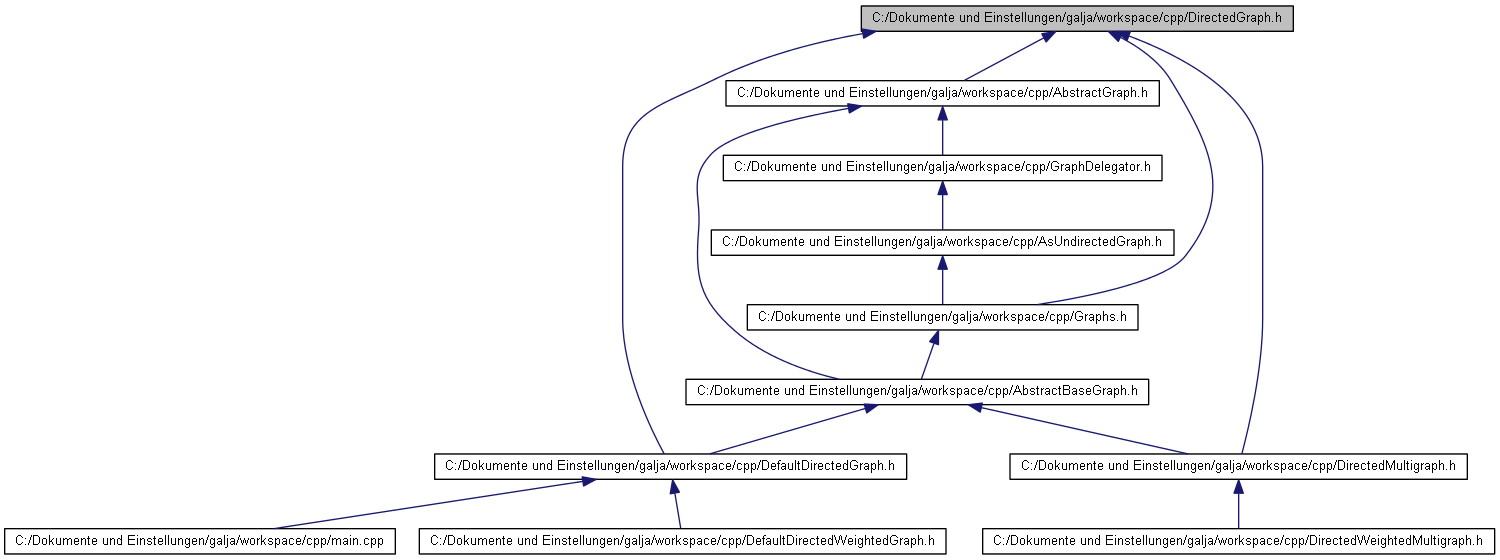 C:/Dokumente und Einstellungen/galja/workspace/cpp/DirectedGraph.h
C:/Dokumente und Einstellungen/galja/workspace/cpp/AbstractGraph.h
C:/Dokumente und Einstellungen/galja/workspace/cpp/GraphDelegator.h
C:/Dokumente und Einstellungen/galja/workspace/cpp/AsUndirectedGraph.h
C:/Dokumente und Einstellungen/galja/workspace/cpp/Graphs.h
C:/Dokumente und Einstellungen/galja/workspace/cpp/AbstractBaseGraph.h
C:/Dokumente und Einstellungen/galja/workspace/cpp/DefaultDirectedGraph.h
C:/Dokumente und Einstellungen/galja/workspace/cpp/DirectedMultigraph.h
C:/Dokumente und Einstellungen/galja/workspace/cpp/main.cpp
C:/Dokumente und Einstellungen/galja/workspace/cpp/DefaultDirectedWeightedGraph.h
C:/Dokumente und Einstellungen/galja/workspace/cpp/DirectedWeightedMultigraph.h